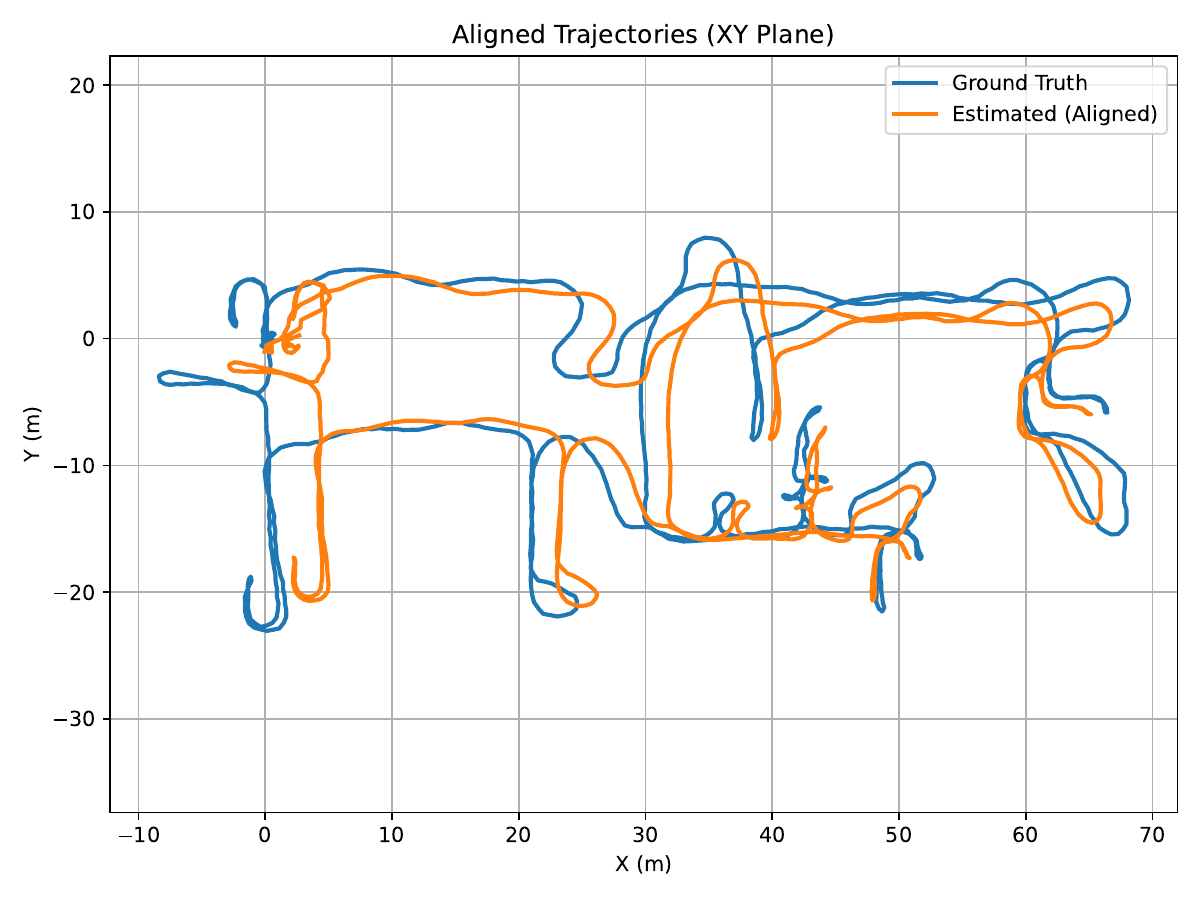 Aligned Trajectories (XY Plane)
Ground Truth
Estimated (Aligned)
20
10
0
−10
−20
−30
Y (m)
−10 0 10 20 30 40 50 60 70
X (m)